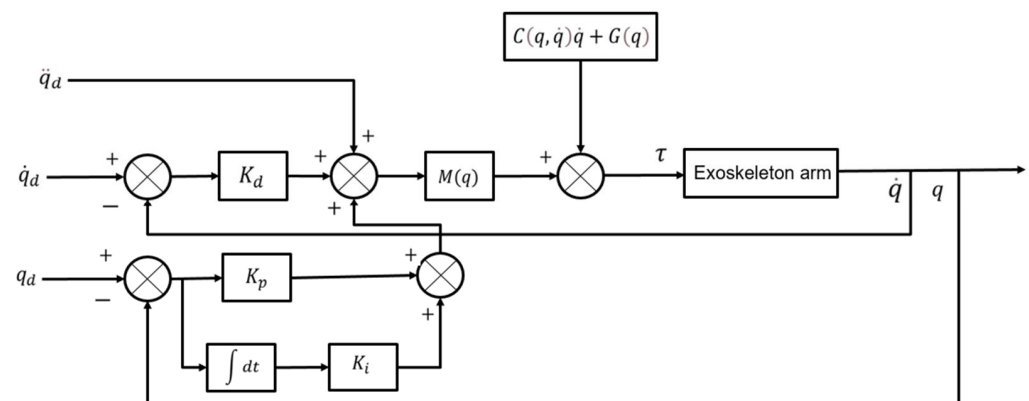 C(q, q̇)q̇ + G(q)
q̈_d
+
q̇_d
+
−
K_d
+
+
M(q)
+
τ
Exoskeleton arm
q̇
q
q_d
+
−
K_p
+
+
∫ dt
K_i
+